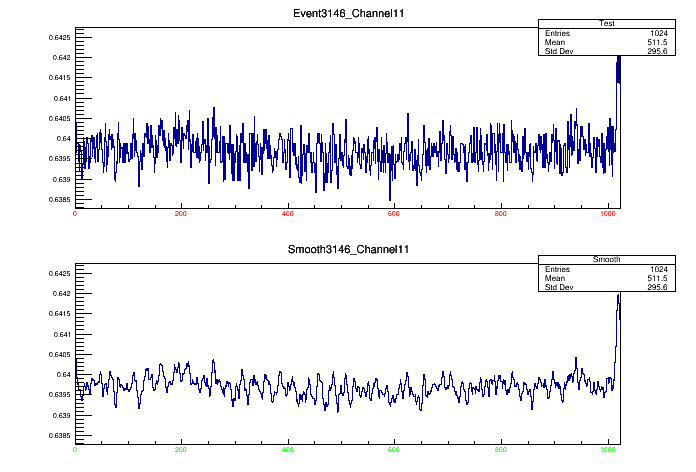 Event3146_Channel11
Test
Entries 1024
Mean 511.5
Std Dev 295.6
0.6425
0.642
0.6415
0.641
0.6405
0.64
0.6395
0.639
0.6385
0 200 400 600 800 1000
Smooth3146_Channel11
Smooth
Entries 1024
Mean 511.5
Std Dev 295.6
0.6425
0.642
0.6415
0.641
0.6405
0.64
0.6395
0.639
0.6385
0 200 400 600 800 1000